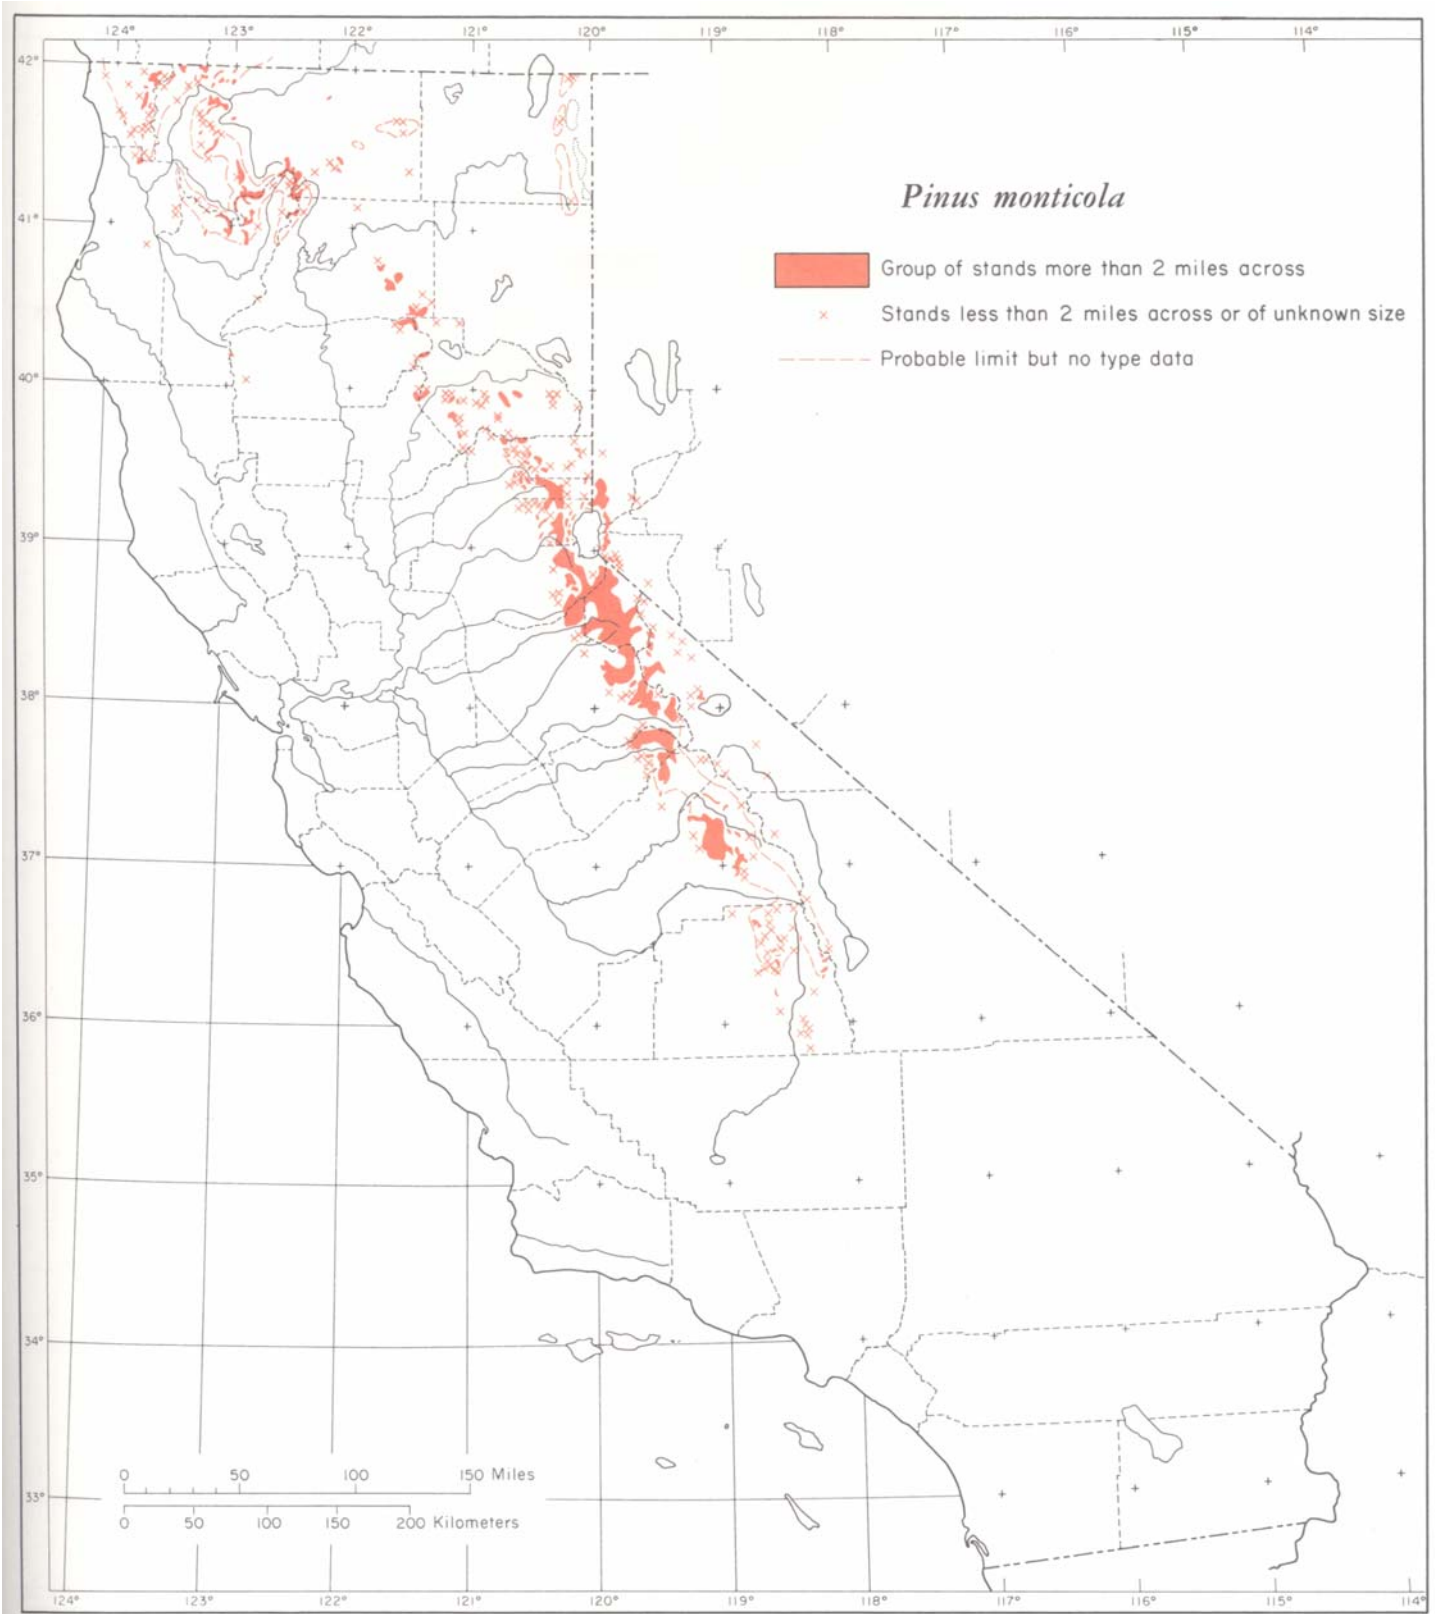 124° 123° 122° 121° 120° 119° 118° 117° 116° 115° 114°
42°
Pinus monticola
41°
Group of stands more than 2 miles across
Stands less than 2 miles across or of unknown size
Probable limit but no type data
40°
39°
38°
37°
36°
35°
34°
0 50 100 150 Miles
33°
0 50 100 150 200 Kilometers
124° 123° 122° 121° 120° 119° 118° 117° 116° 115° 114°